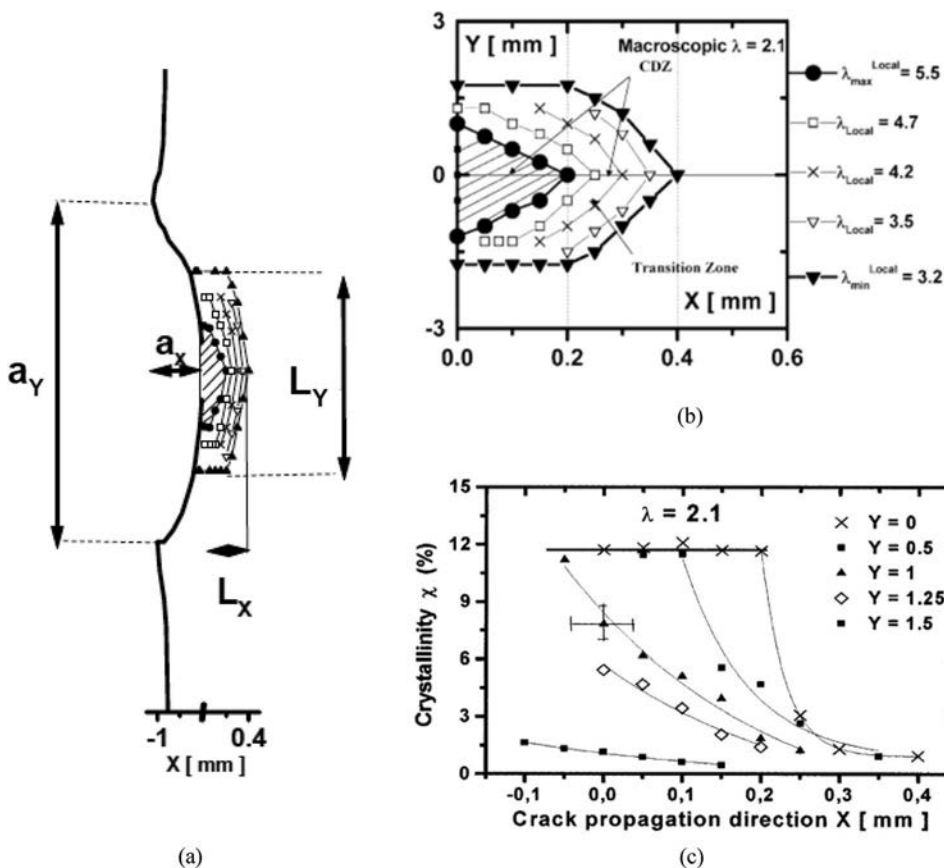 a_Y
a_X
L_Y
L_X
-1
0.4
X [ mm ]
(a)
3
0
-3
Y [ mm ]
Macroscopic λ = 2.1
CDZ
Transition Zone
X [ mm ]
0.0
0.2
0.4
0.6
λ_max^Local = 5.5
λ_Local = 4.7
λ_Local = 4.2
λ_Local = 3.5
λ_min^Local = 3.2
(b)
15
12
9
6
3
0
Crystallinity χ (%)
λ = 2.1
Y = 0
Y = 0.5
Y = 1
Y = 1.25
Y = 1.5
-0,1
0,0
0,1
0,2
0,3
0,4
Crack propagation direction X [ mm ]
(c)